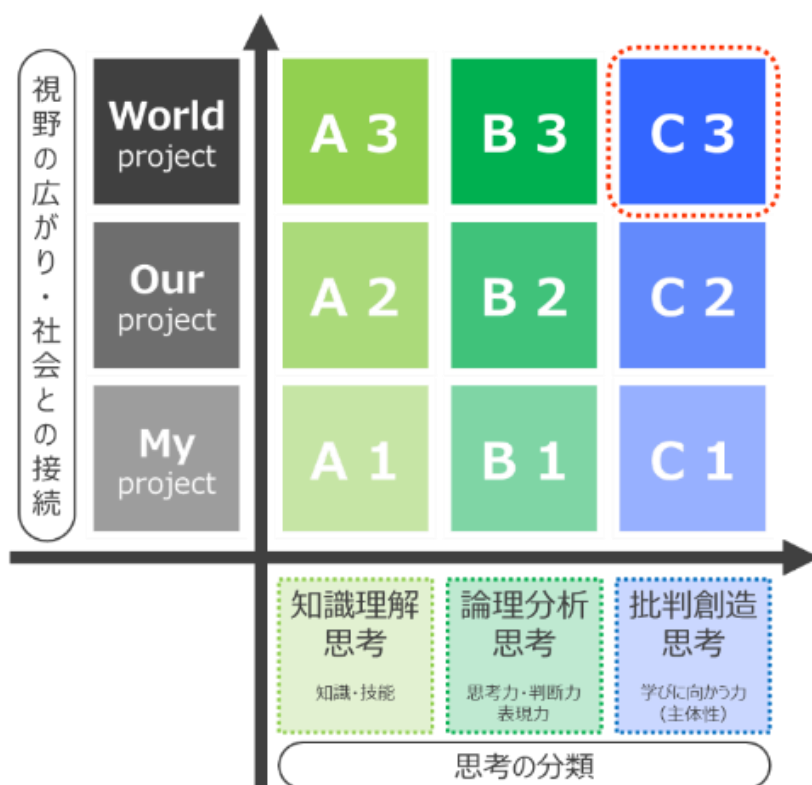 視野の広がり・社会との接続
World
project
A 3
B 3
C 3
Our
project
A 2
B 2
C 2
My
project
A 1
B 1
C 1
知識理解
思考
知識・技能
論理分析
思考
思考力・判断力
表現力
批判創造
思考
学びに向かう力
(主体性)
思考の分類